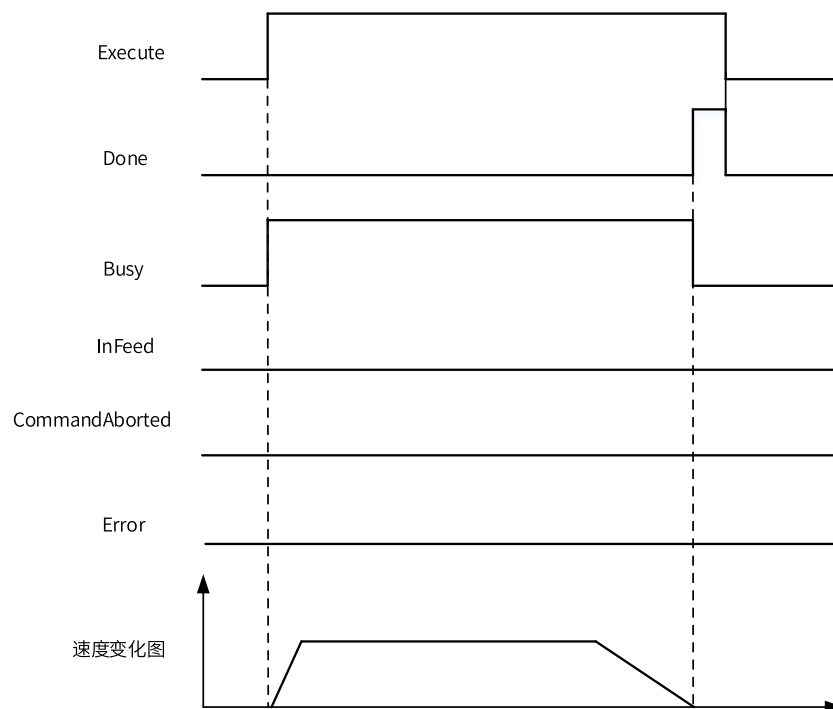 Execute
Done
Busy
InFeed
CommandAborted
Error
速度变化图